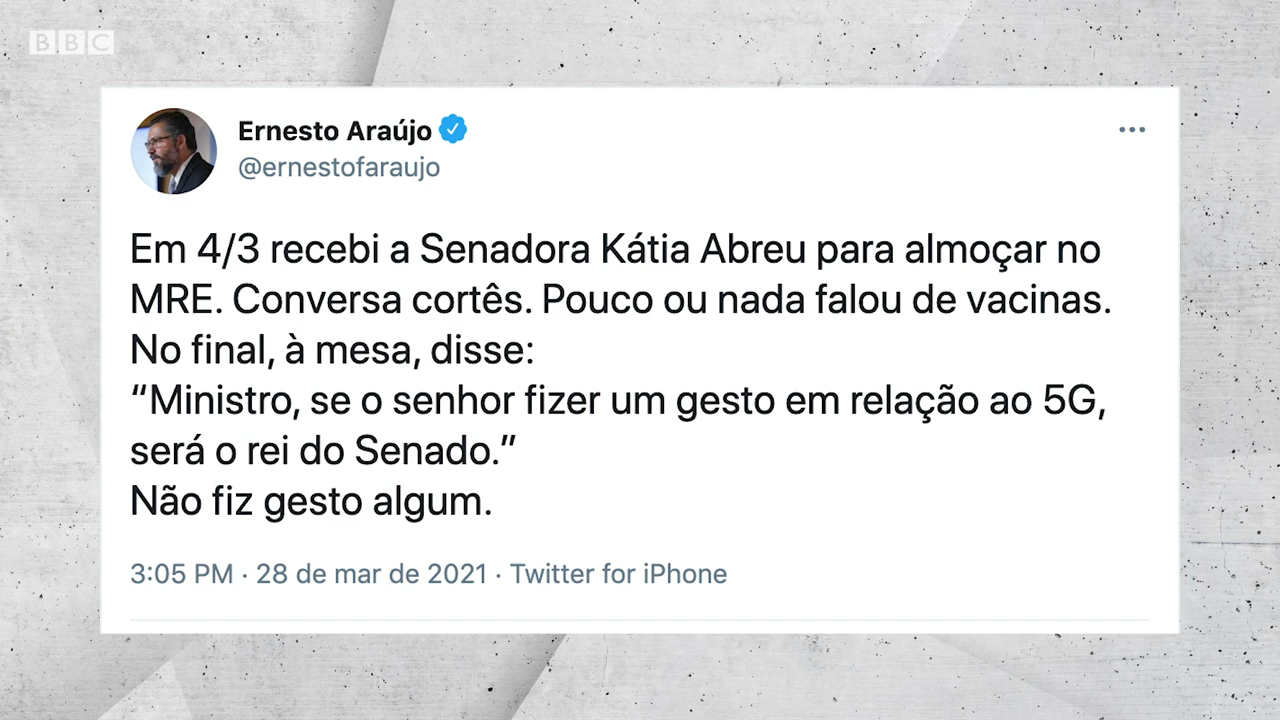 BBC
Ernesto Araújo
@ernestofaraujo
Em 4/3 recebi a Senadora Kátia Abreu para almoçar no
MRE. Conversa cortês. Pouco ou nada falou de vacinas.
No final, à mesa, disse:
“Ministro, se o senhor fizer um gesto em relação ao 5G,
será o rei do Senado.”
Não fiz gesto algum.
3:05 PM · 28 de mar de 2021 · Twitter for iPhone